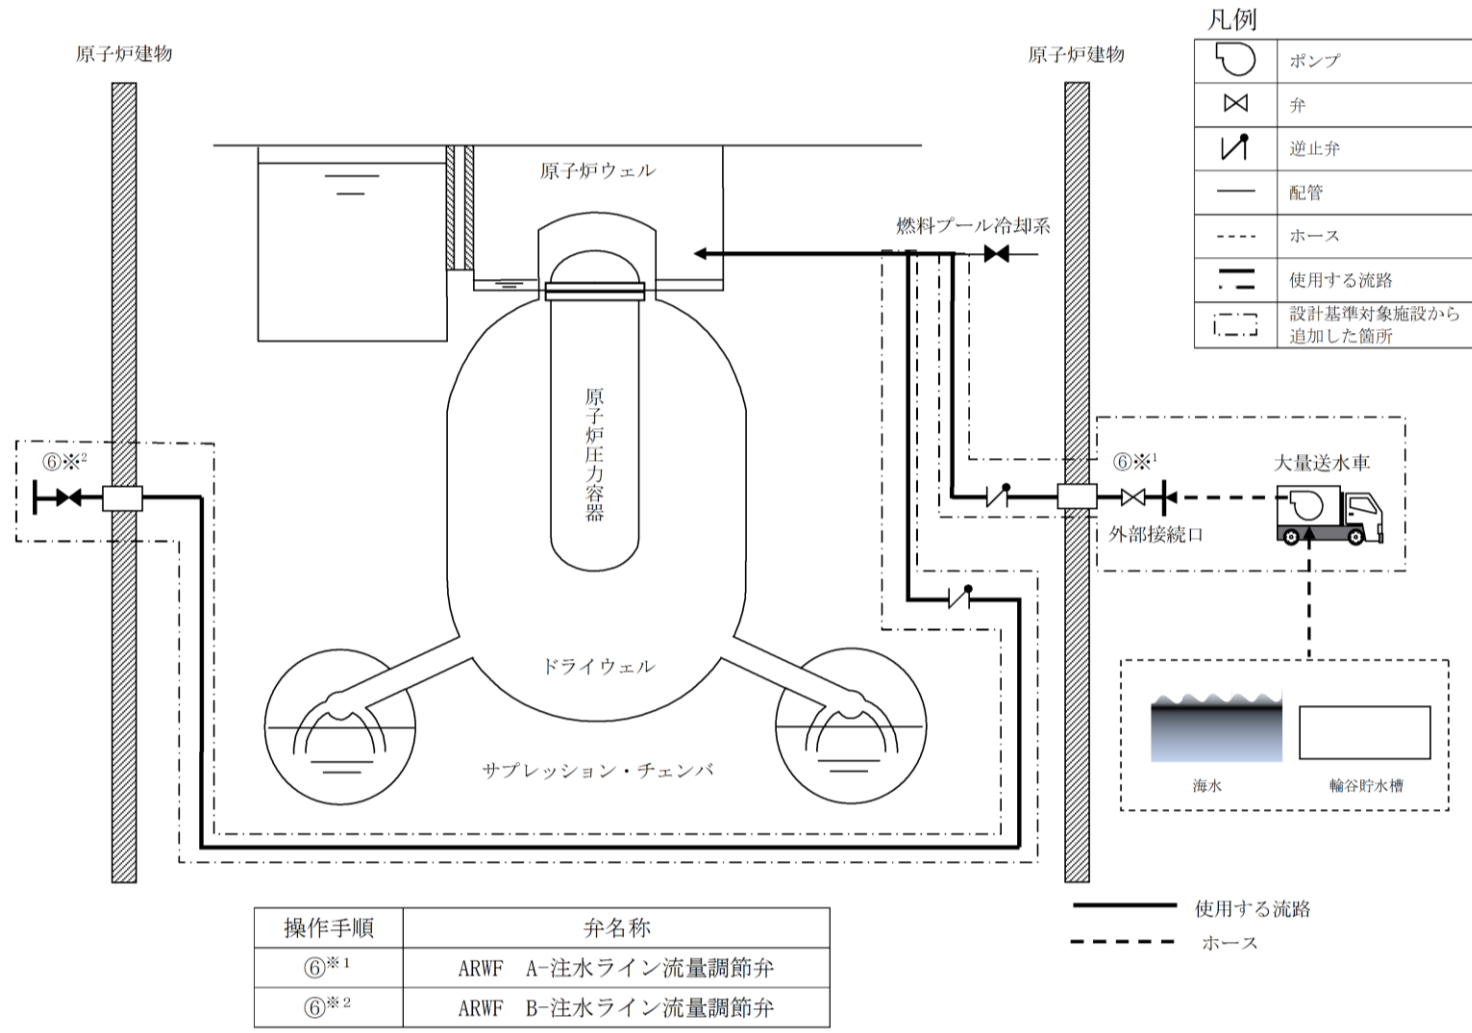 凡例
ポンプ
弁
逆止弁
配管
ホース
使用する流路
設計基準対象施設から
追加した箇所
原子炉建物
原子炉建物
原子炉ウェル
燃料プール冷却系
原子炉圧力容器
⑥※2
⑥※1
大量送水車
外部接続口
ドライウェル
サプレッション・チェンバ
海水
輪谷貯水槽
使用する流路
ホース
操作手順 弁名称
⑥※1 ARWF A-注水ライン流量調節弁
⑥※2 ARWF B-注水ライン流量調節弁